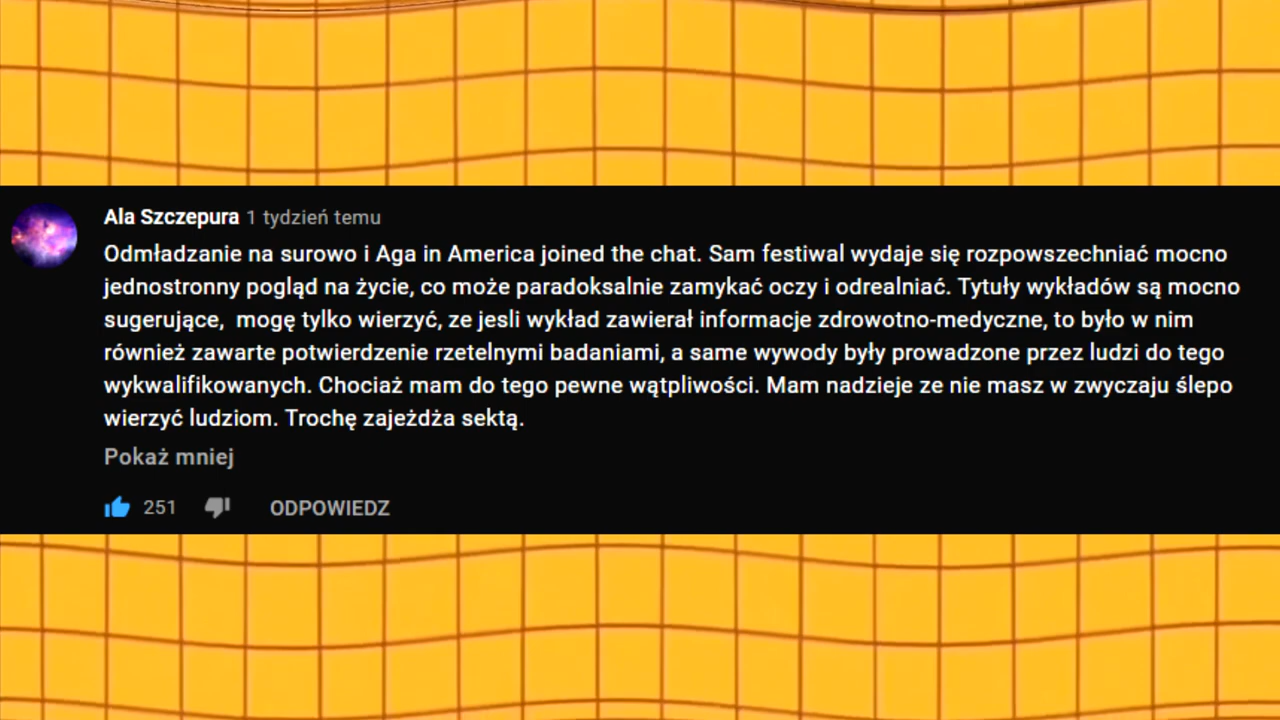 Ala Szczepura 1 tydzień temu
Odmładzanie na surowo i Aga in America joined the chat. Sam festiwal wydaje się rozpowszechniać mocno
jednostronny pogląd na życie, co może paradoksalnie zamykać oczy i odrealniać. Tytuły wykładów są mocno
sugerujące,  mogę tylko wierzyć, ze jesli wykład zawierał informacje zdrowotno-medyczne, to było w nim
również zawarte potwierdzenie rzetelnymi badaniami, a same wywody były prowadzone przez ludzi do tego
wykwalifikowanych. Chociaż mam do tego pewne wątpliwości. Mam nadzieje ze nie masz w zwyczaju ślepo
wierzyć ludziom. Trochę zajeżdża sektą.
Pokaż mniej
251 ODPOWIEDZ